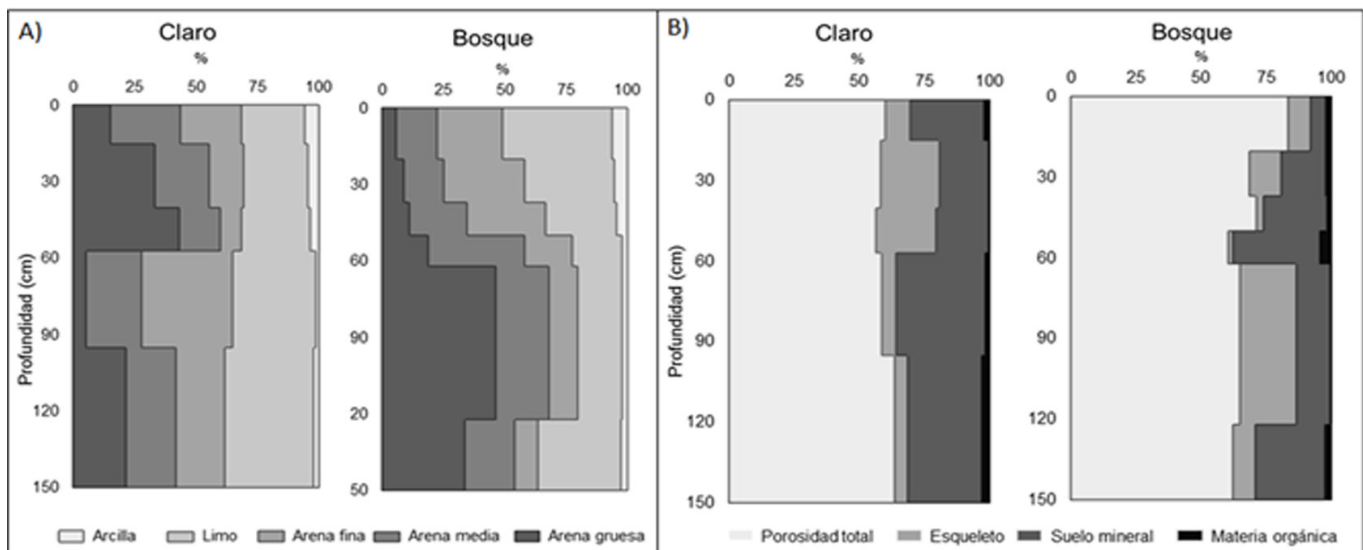 A)
Claro
%
0 25 50 75 100
Bosque
%
0 25 50 75 100
Profundidad (cm)
0
30
60
90
120
150
0
30
60
90
20
50
Arcilla Limo Arena fina Arena media Arena gruesa
B)
Claro
%
0 25 50 75 100
Bosque
%
0 25 50 75 100
Profundidad (cm)
0
30
60
90
120
150
0
30
60
90
120
150
Porosidad total Esqueleto Suelo mineral Materia orgánica